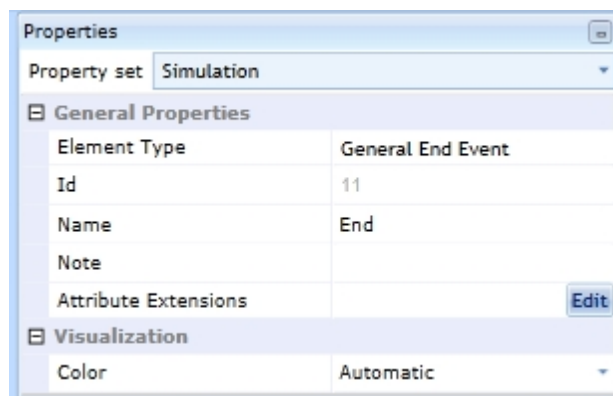 Properties
Property set Simulation
General Properties
Element Type General End Event
Id 11
Name End
Note
Attribute Extensions Edit
Visualization
Color Automatic